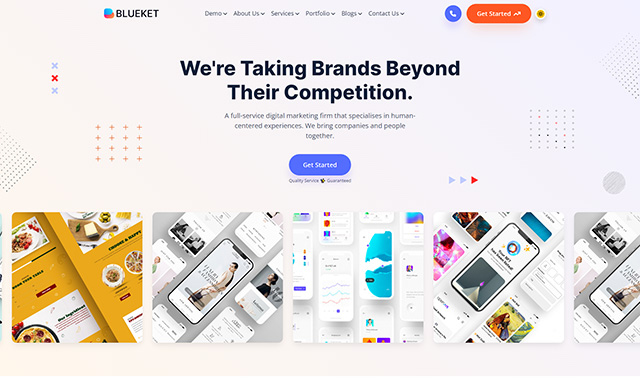 BLUEKET
Demo
About Us
Services
Portfolio
Blogs
Contact Us
Get Started
We're Taking Brands Beyond
Their Competition.
A full-service digital marketing firm that specialises in human-
centered experiences. We bring companies and people
together.
Get Started
Quality Service Guaranteed
CHOOSE & HAPPY